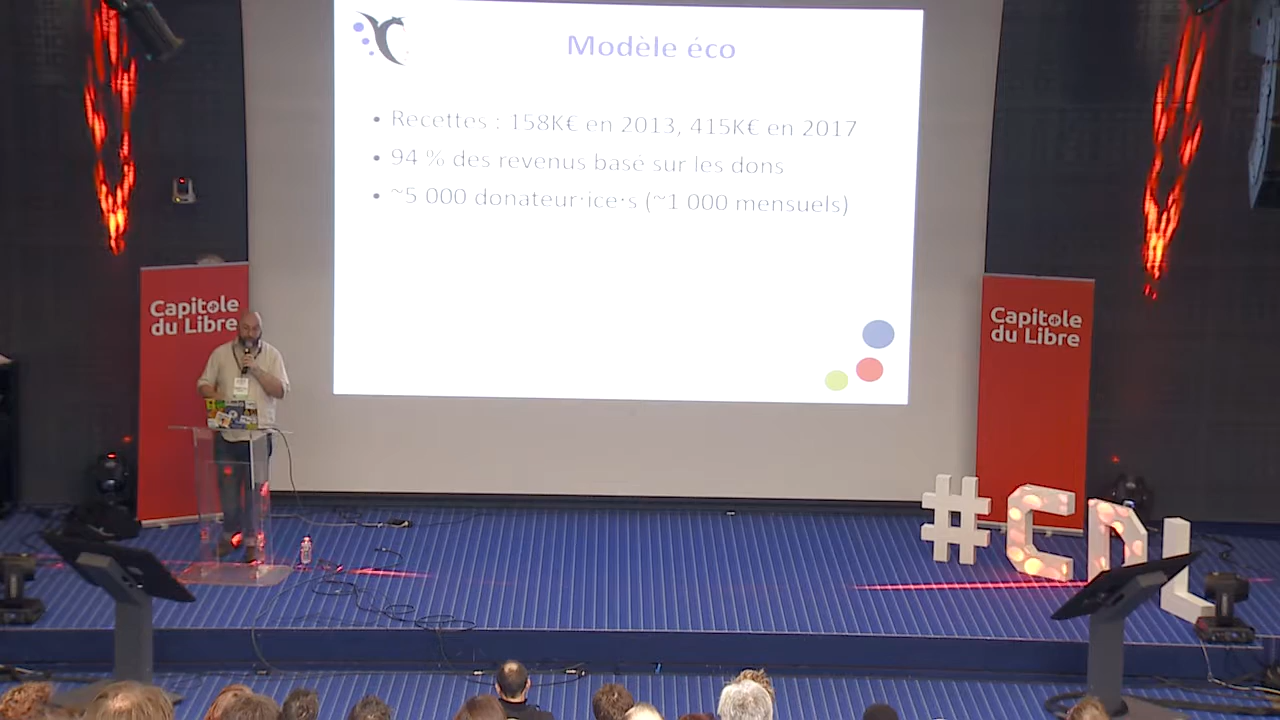 Modèle éco
• Recettes : 158K€ en 2013, 415K€ en 2017
• 94 % des revenus basé sur les dons
• ~5 000 donateur·ice·s (~1 000 mensuels)
Capitole
du Libre
Capitole
du Libre
#CDL